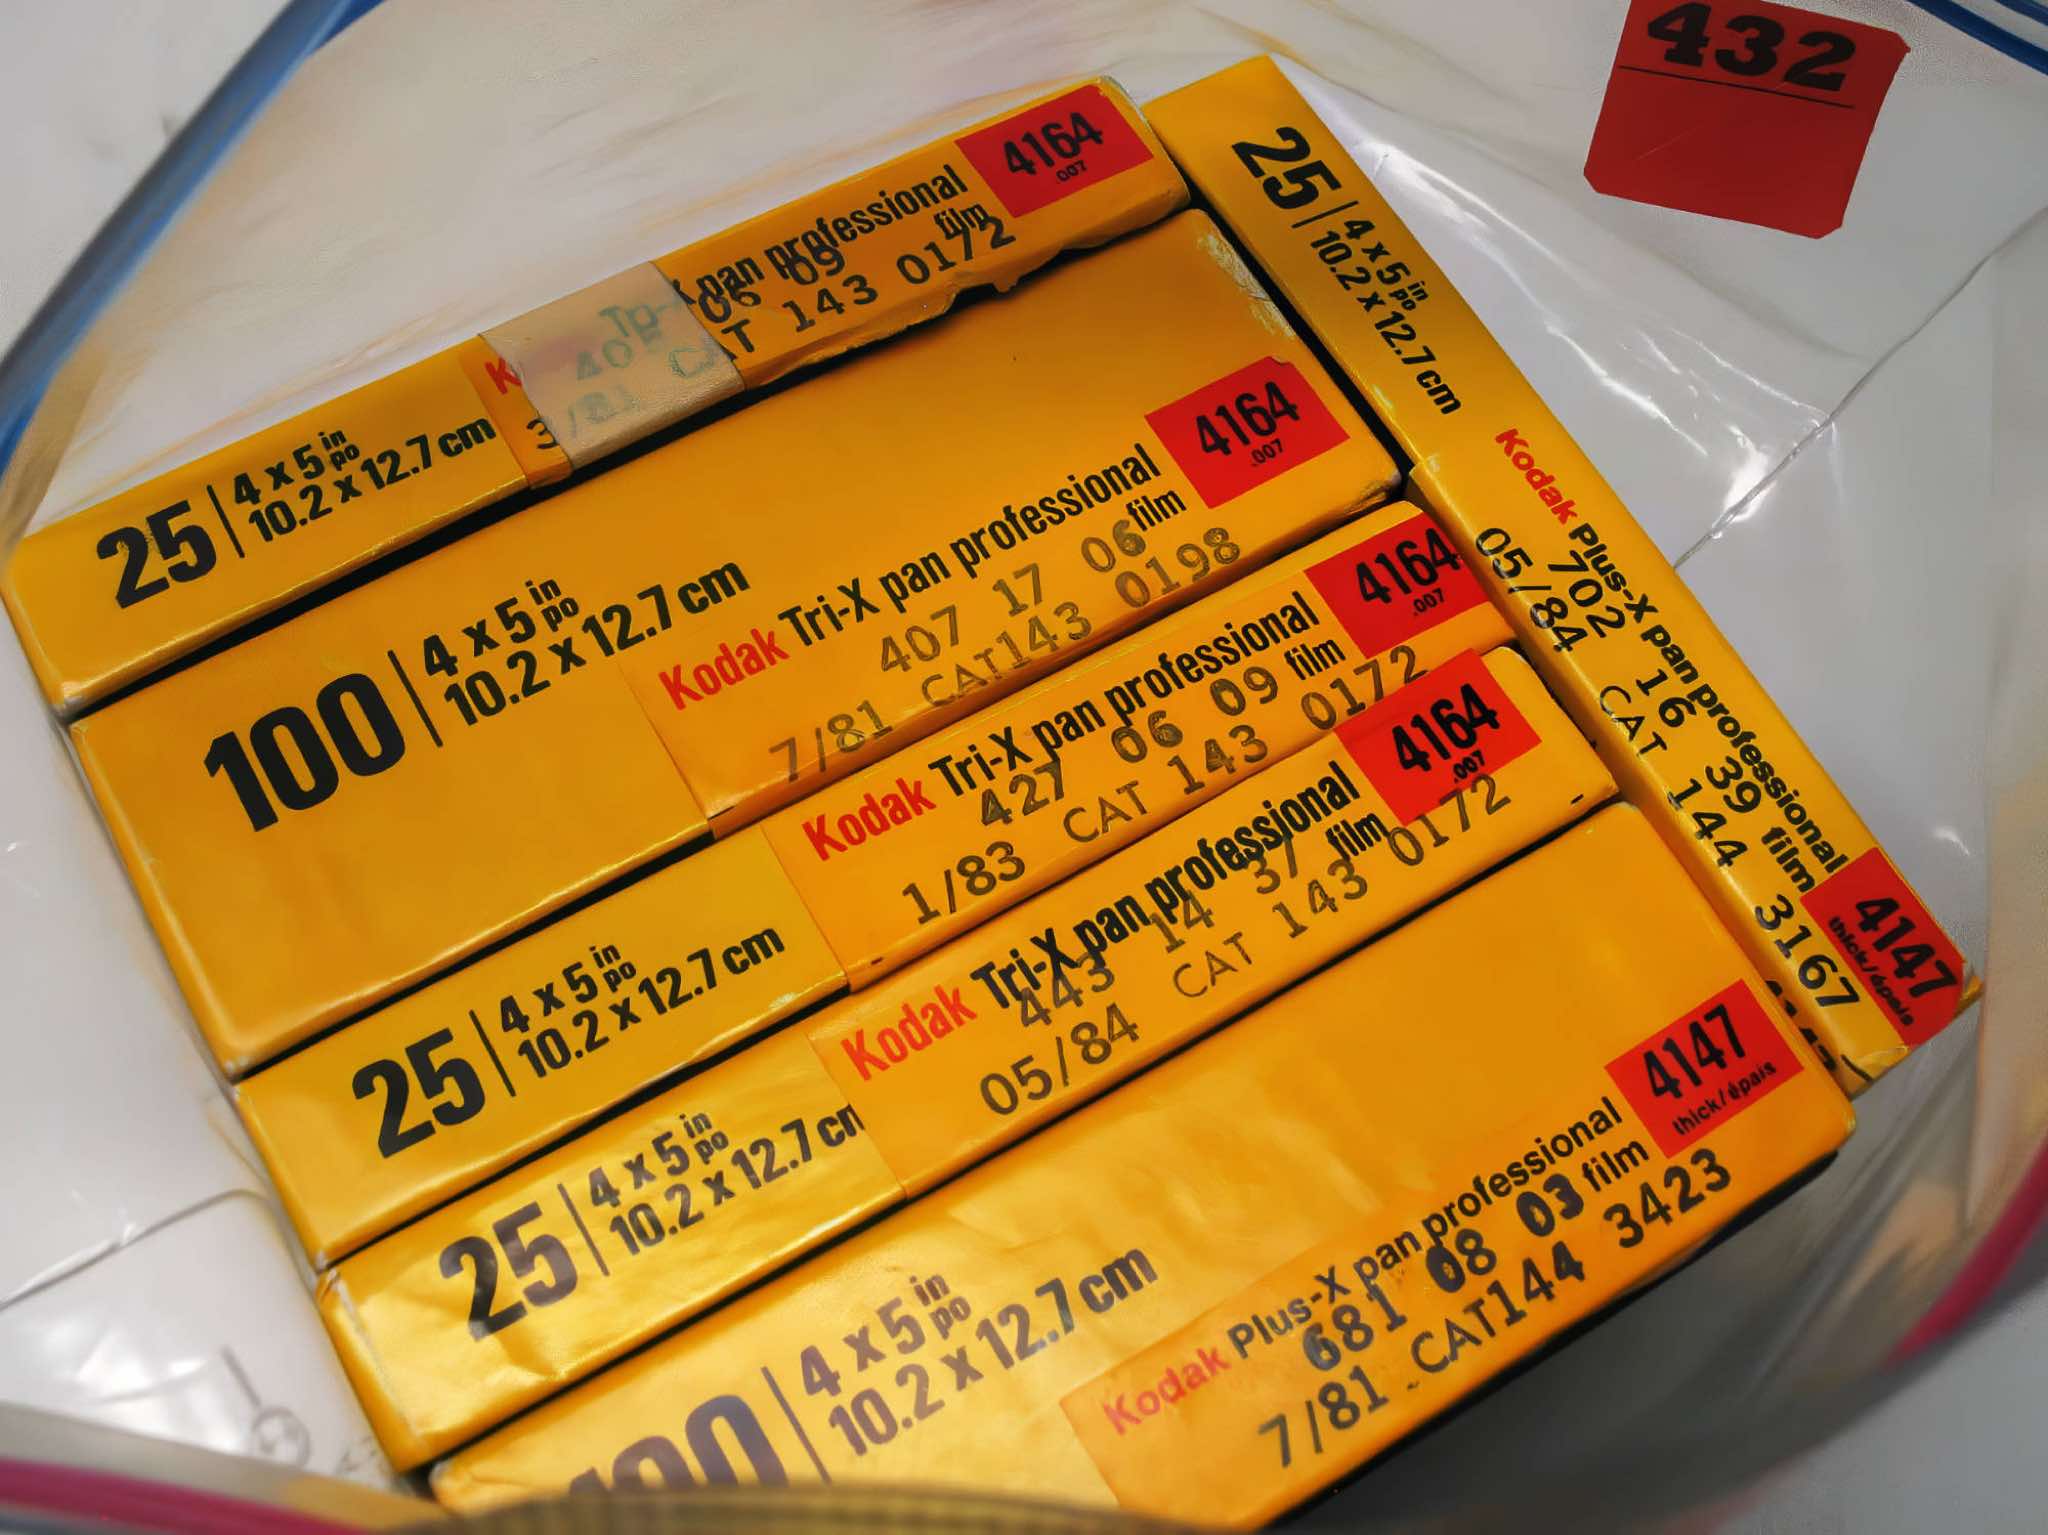 432
25 | 4 x 5 in po
10.2 x 12.7 cm
pan professional
film
4164
.007
06 09
CAT 143 0172
100 | 4 x 5 in po
10.2 x 12.7 cm
Kodak Tri-X pan professional
film
4164
.007
407 17 06
7/81 CAT143 0198
25 | 4 x 5 in po
10.2 x 12.7 cm
Kodak Tri-X pan professional
film
4164
.007
427 06 09
1/83 CAT 143 0172
25 | 4 x 5 in po
10.2 x 12.7 cm
Kodak Tri-X pan professional
film
4164
.007
443 14 37
05/84 CAT 143 0172
100 | 4 x 5 in po
10.2 x 12.7 cm
Kodak Plus-X pan professional
film
4147
thick/épais
681 08 03
7/81 CAT144 3423
25 | 4 x 5 in po
10.2 x 12.7 cm
Kodak Plus-X pan professional
film
4147
thick/épais
702 16 39
05/84 CAT 144 3167